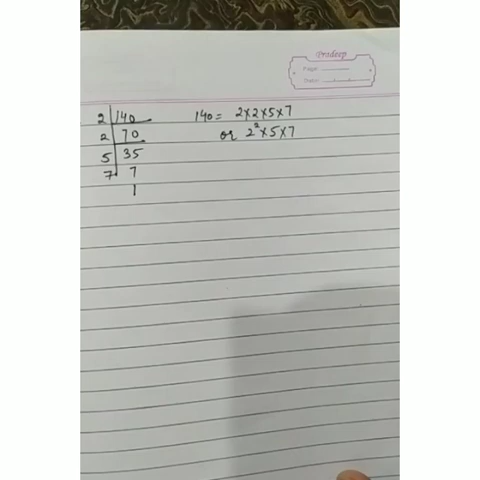 Pradeep
Page:
Date:
2 | 140
2 | 70
5 | 35
7 | 7
1
140 = 2×2×5×7
or 2²×5×7